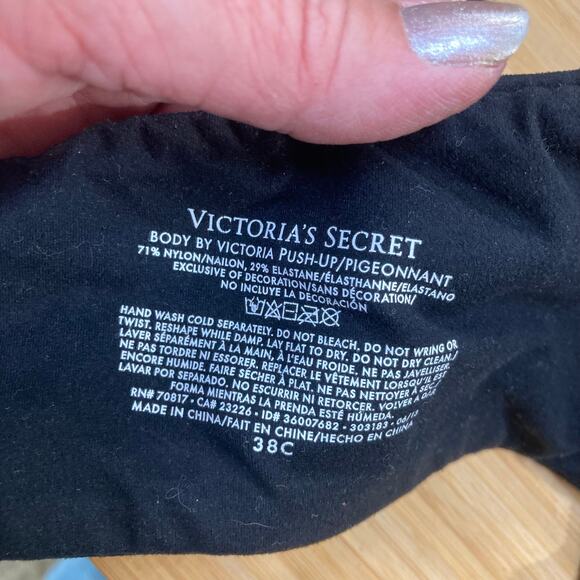 VICTORIA'S SECRET
BODY BY VICTORIA PUSH-UP/PIGEONNANT
71% NYLON/NAILON, 29% ELASTANE/ÉLASTHANNE/ELASTANO
EXCLUSIVE OF DECORATION/SANS DÉCORATION/
NO INCLUYE LA DECORACIÓN
HAND WASH COLD SEPARATELY. DO NOT BLEACH. DO NOT WRING OR
TWIST. RESHAPE WHILE DAMP. LAY FLAT TO DRY. DO NOT DRY CLEAN./
LAVER SÉPARÉMENT À LA MAIN, À L'EAU FROIDE. NE PAS JAVELLISER.
NE PAS TORDRE NI ESSORER. REPLACER LE VÊTEMENT LORSQU'IL EST
ENCORE HUMIDE. FAIRE SÉCHER À PLAT. NE PAS NETTOYER À SEC./
LAVAR POR SEPARADO. NO ESCURRIR NI RETORCER. VOLVER A DAR
FORMA MIENTRAS LA PRENDA ESTÉ HÚMEDA.
RN# 70817 • CA# 23226 • ID# 36007682 - 303183 -
MADE IN CHINA/FAIT EN CHINE/HECHO EN CHINA
38C